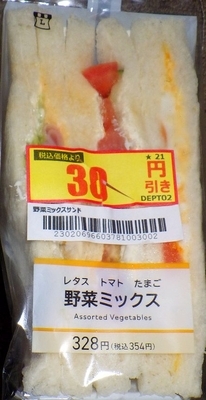 L
税込価格より
★ 21
30
円
引き
DEPT02
野菜ミックスサンド
2302069660378100300​2
レタス トマト たまご
野菜ミックス
Assorted Vegetables
328円(税込354円)